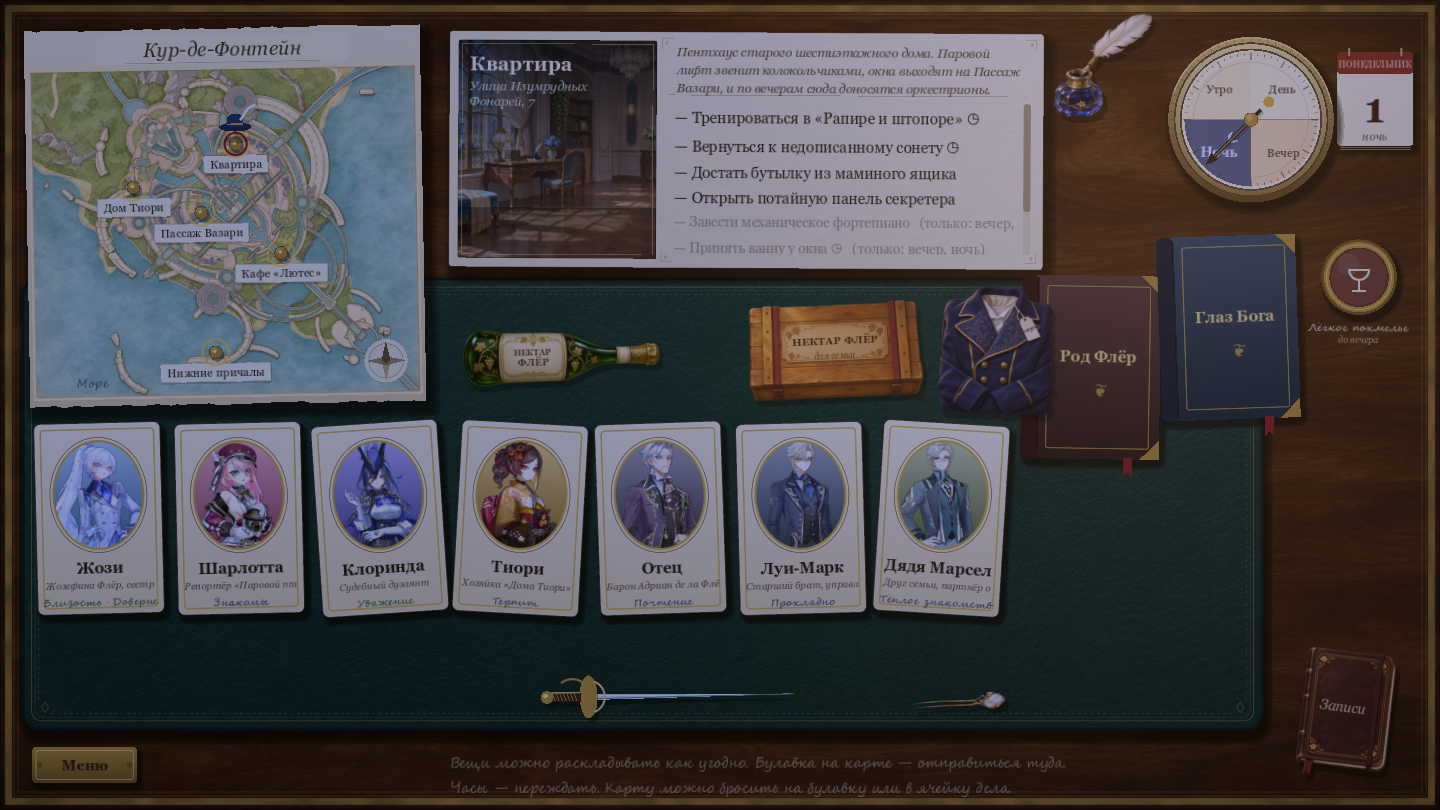 Кур-де-Фонтейн
Квартира
Дом Тиори
Пассаж Вазари
Кафе «Лютес»
Нижние причалы
Море
Квартира
Улица Изумрудных
Фонарей, 7
Пентхаус старого шестиэтажного дома. Паровой
лифт звенит колокольчиками, окна выходят на Пассаж
Вазари, и по вечерам сюда доносятся оркестрионы.
— Тренироваться в «Рапире и штопоре»
— Вернуться к недописанному сонету
— Достать бутылку из маминого ящика
— Открыть потайную панель секретера
— Завести механическое фортепиано (только: вечер,
— Принять ванну у окна (только: вечер, ночь)
Утро
День
Ночь
Вечер
ПОНЕДЕЛЬНИК
1
ночь
НЕКТАР
ФЛЁР
НЕКТАР ФЛЁР
для семьи
Род Флёр
Глаз Бога
Лёгкое похмелье
до вечера
Жози
Жозефина Флёр, сестр
Близость · Доверие
Шарлотта
Репортёр «Паровой пт
Знакомы
Клоринда
Судебный дуэлянт
Уважение
Тиори
Хозяйка «Дома Тиори»
Терпит
Отец
Барон Адриан де ла Флё
Почтение
Луи-Марк
Старший брат, управл
Прохладно
Дядя Марсел
Друг семьи, партнёр о
Тёплое знакомств
Записи
Меню
Вещи можно раскладывать как угодно. Булавка на карте — отправиться туда.
Часы — переждать. Карту можно бросить на булавку или в ячейку дела.